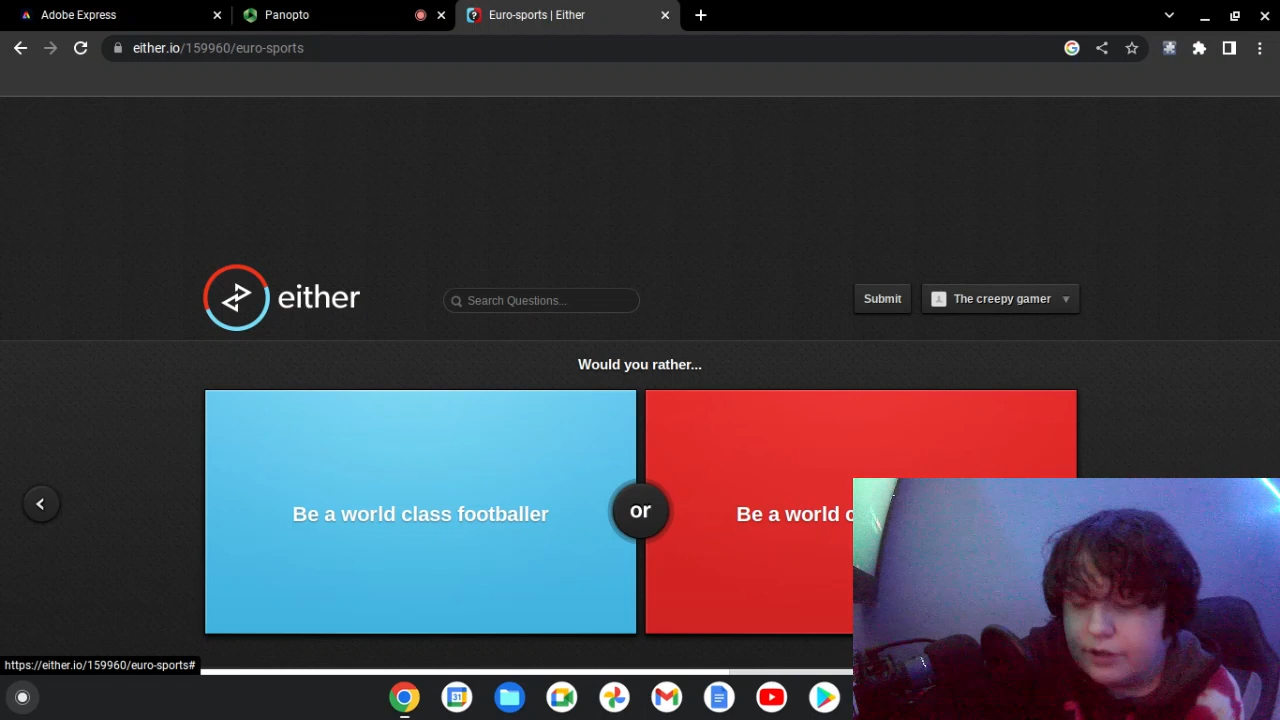 Adobe Express
Panopto
Euro-sports | Either
either.io/159960/euro-sports
either
Search Questions...
Submit
The creepy gamer
Would you rather...
Be a world class footballer
or
Be a world c
https://either.io/159960/euro-sports#
31